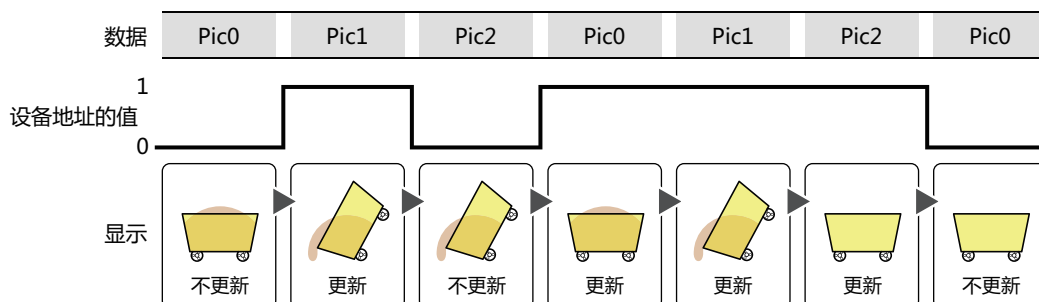 数据 Pic0 Pic1 Pic2 Pic0 Pic1 Pic2 Pic0
1
设备地址的值
0
显示
不更新 更新 不更新 更新 更新 更新 不更新